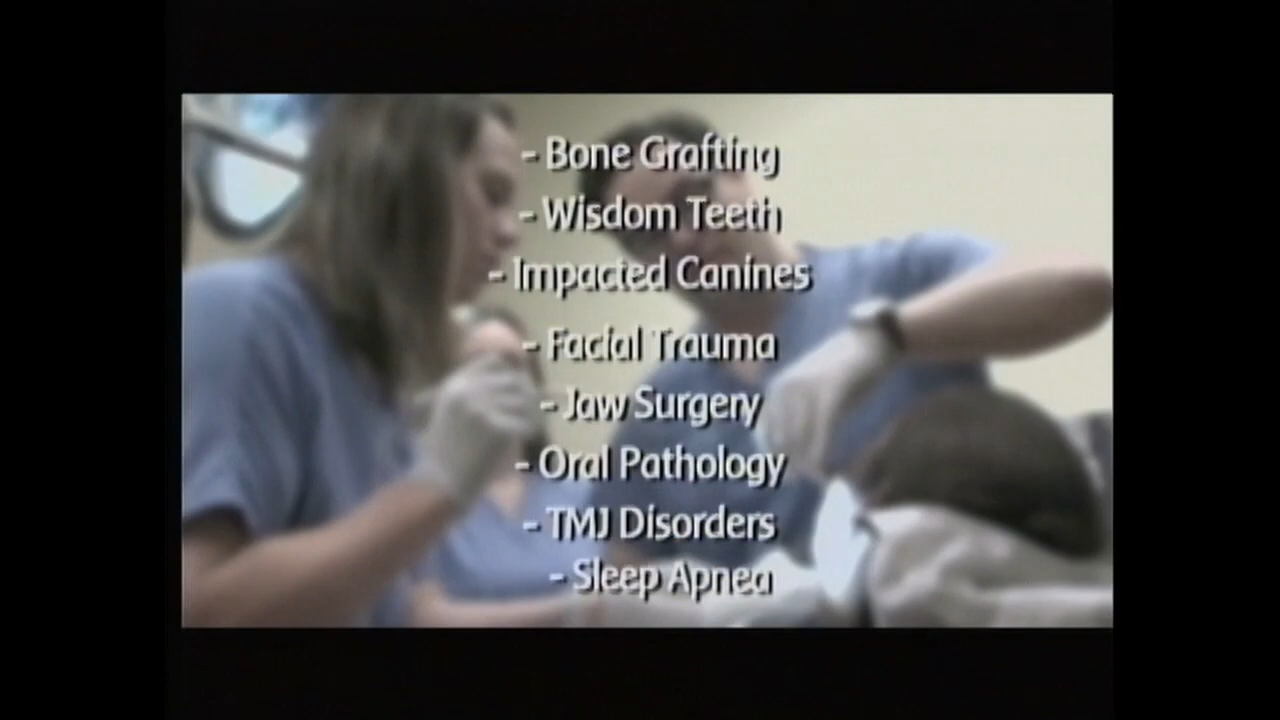 - Bone Grafting
- Wisdom Teeth
- Impacted Canines
- Facial Trauma
- Jaw Surgery
- Oral Pathology
- TMJ Disorders
- Sleep Apnea